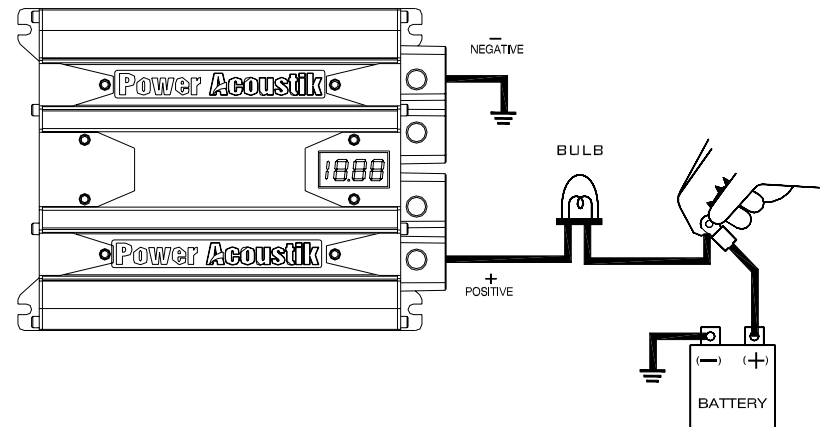 Power Acoustik
18.88
Power Acoustik
−
NEGATIVE
+
POSITIVE
BULB
(−) (+)
BATTERY